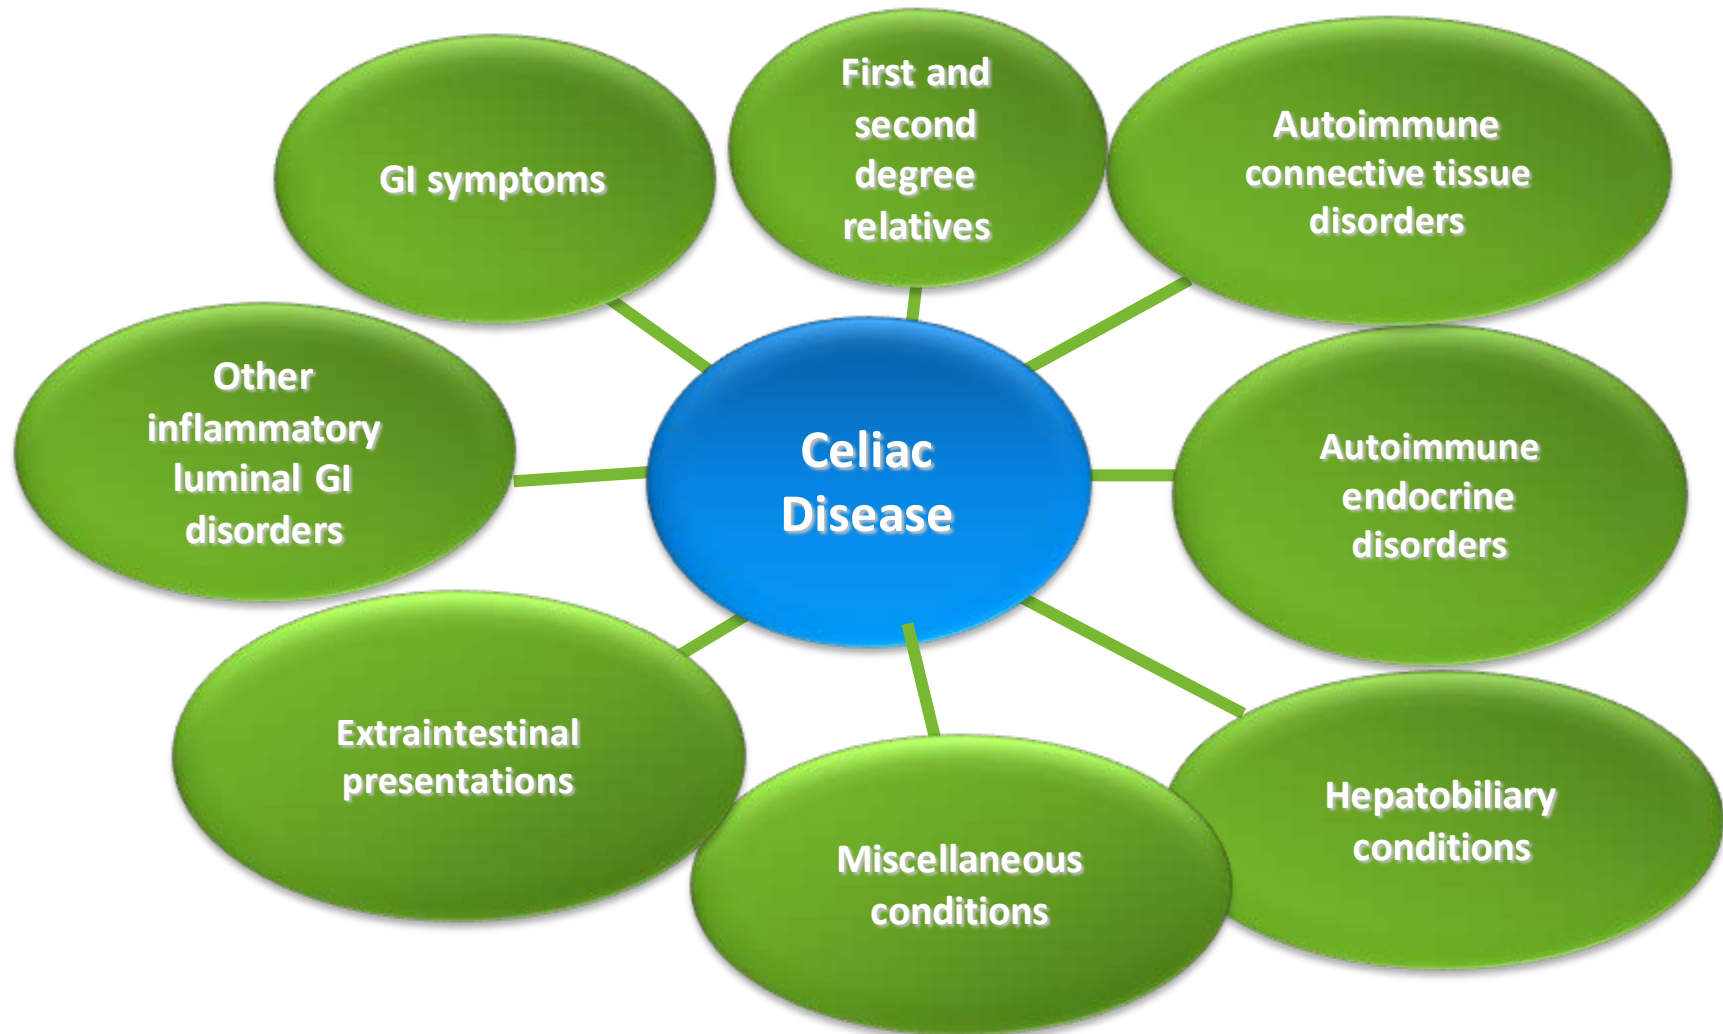 First and
second
degree
relatives
GI symptoms
Autoimmune
connective tissue
disorders
Other
inflammatory
luminal GI
disorders
Celiac
Disease
Autoimmune
endocrine
disorders
Extraintestinal
presentations
Miscellaneous
conditions
Hepatobiliary
conditions